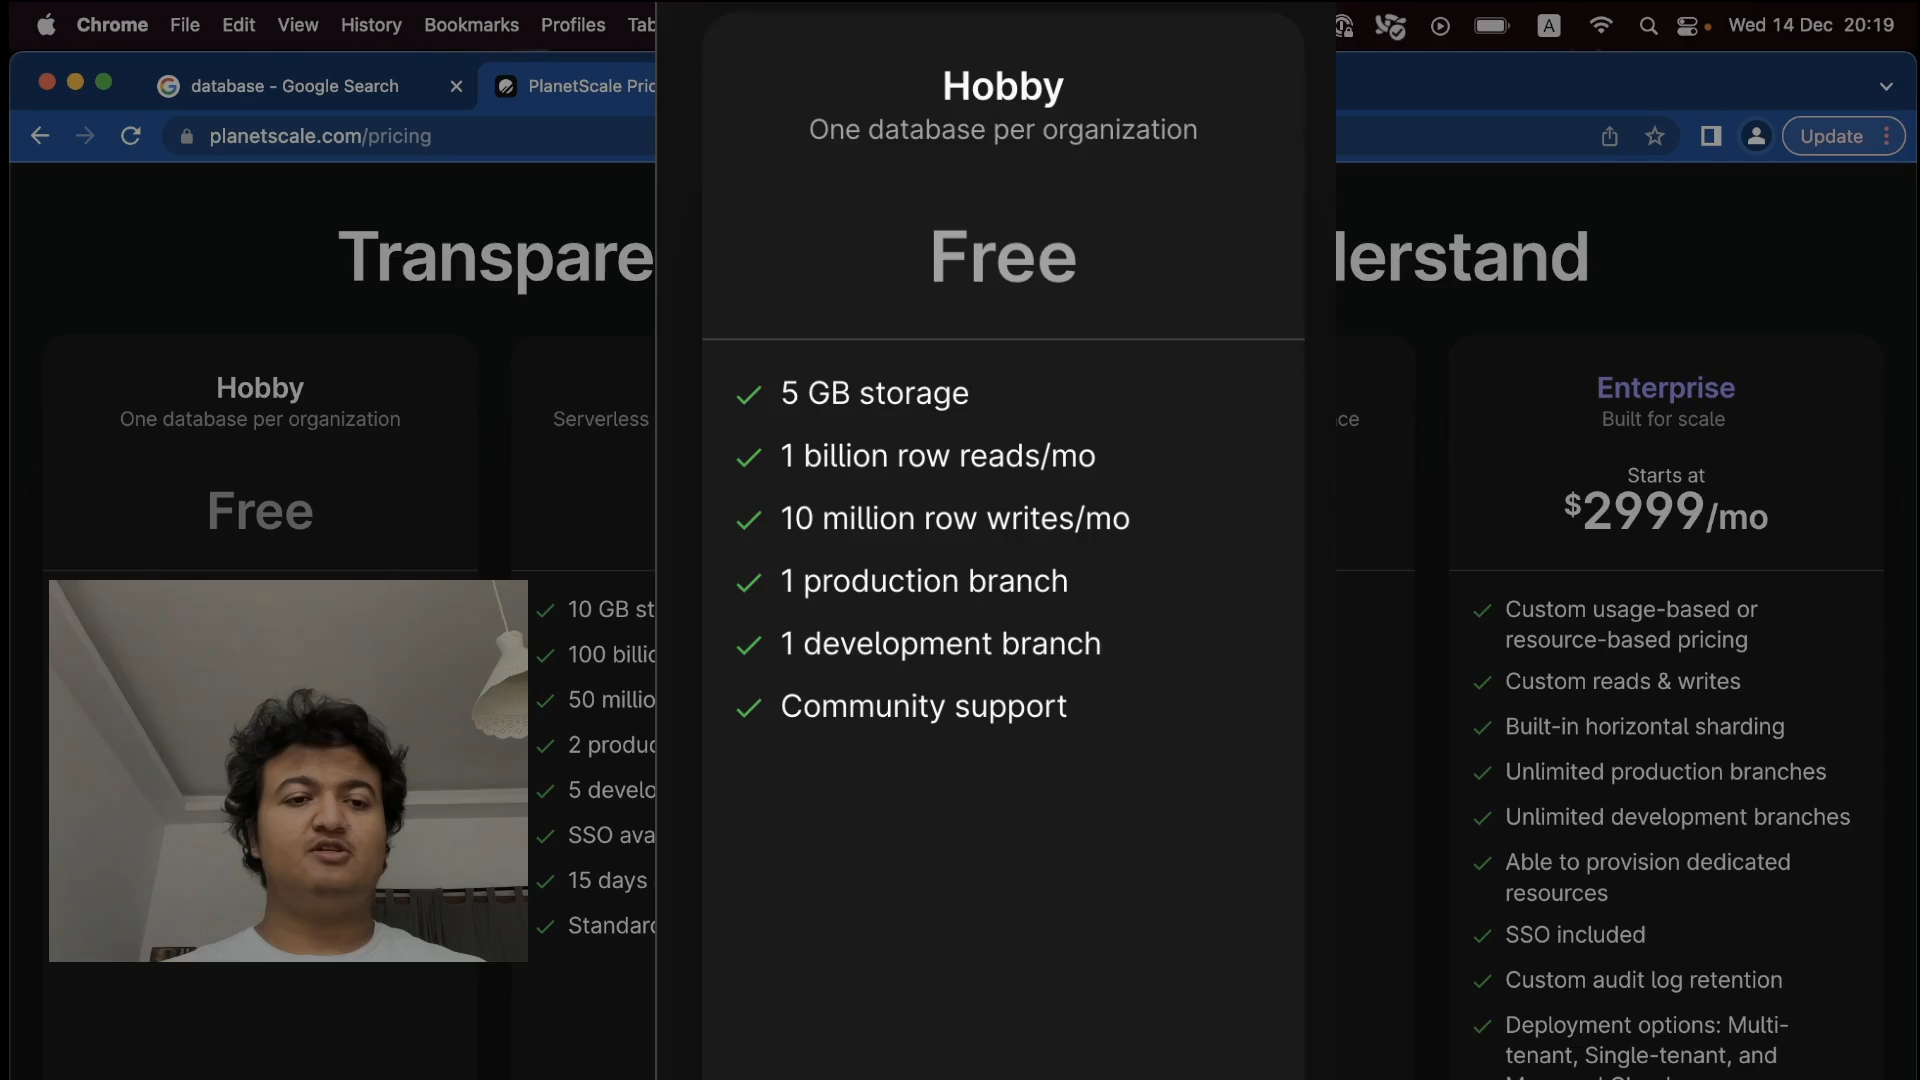 Chrome File Edit View History Bookmarks Profiles Tab
A Wed 14 Dec 20:19
database - Google Search
PlanetScale Pric
planetscale.com/pricing
Update
Transpare
lerstand
Hobby
One database per organization
Free
Serverless
10 GB st
100 billic
50 millio
2 produc
5 develo
SSO ava
15 days
Standard
Hobby
One database per organization
Free
5 GB storage
1 billion row reads/mo
10 million row writes/mo
1 production branch
1 development branch
Community support
ce
Enterprise
Built for scale
Starts at
$2999/mo
Custom usage-based or
resource-based pricing
Custom reads & writes
Built-in horizontal sharding
Unlimited production branches
Unlimited development branches
Able to provision dedicated
resources
SSO included
Custom audit log retention
Deployment options: Multi-
tenant, Single-tenant, and